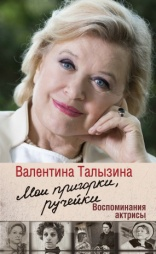 Валентина Талызина
Мои пригорки,
ручейки
Воспоминания
актрисы